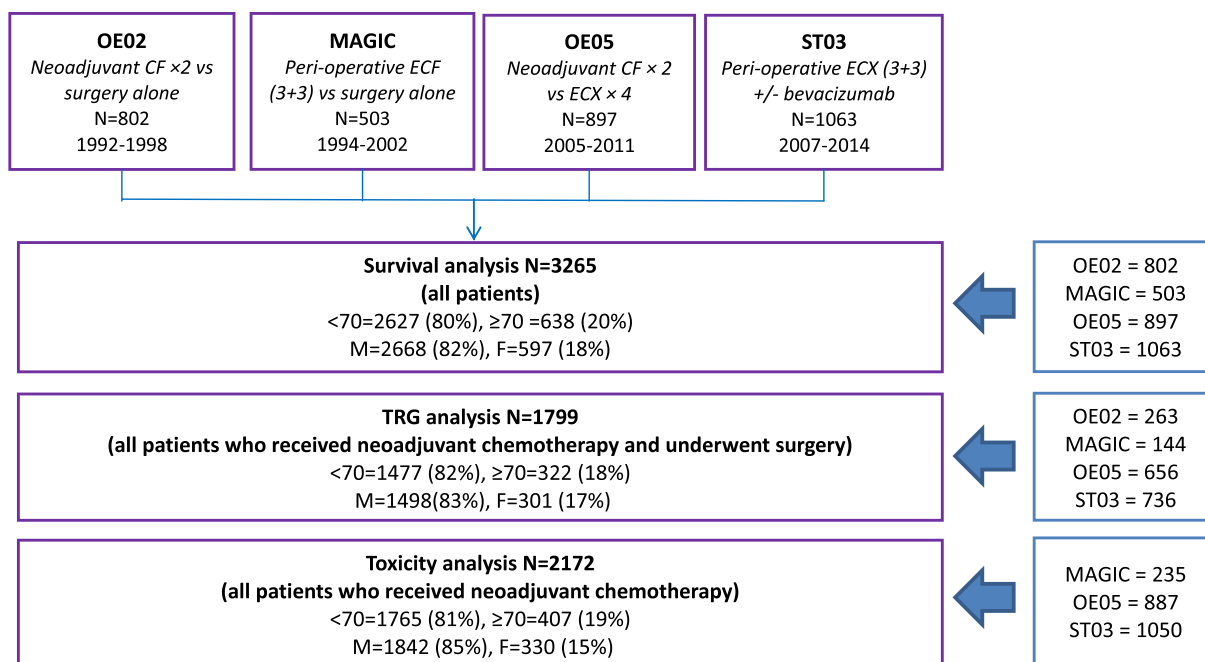 OE02
Neoadjuvant CF ×2 vs
surgery alone
N=802
1992-1998
MAGIC
Peri-operative ECF
(3+3) vs surgery alone
N=503
1994-2002
OE05
Neoadjuvant CF × 2
vs ECX × 4
N=897
2005-2011
ST03
Peri-operative ECX (3+3)
+/- bevacizumab
N=1063
2007-2014
Survival analysis N=3265
(all patients)
<70=2627 (80%), ≥70 =638 (20%)
M=2668 (82%), F=597 (18%)
OE02 = 802
MAGIC = 503
OE05 = 897
ST03 = 1063
TRG analysis N=1799
(all patients who received neoadjuvant chemotherapy and underwent surgery)
<70=1477 (82%), ≥70=322 (18%)
M=1498(83%), F=301 (17%)
OE02 = 263
MAGIC = 144
OE05 = 656
ST03 = 736
Toxicity analysis N=2172
(all patients who received neoadjuvant chemotherapy)
<70=1765 (81%), ≥70=407 (19%)
M=1842 (85%), F=330 (15%)
MAGIC = 235
OE05 = 887
ST03 = 1050